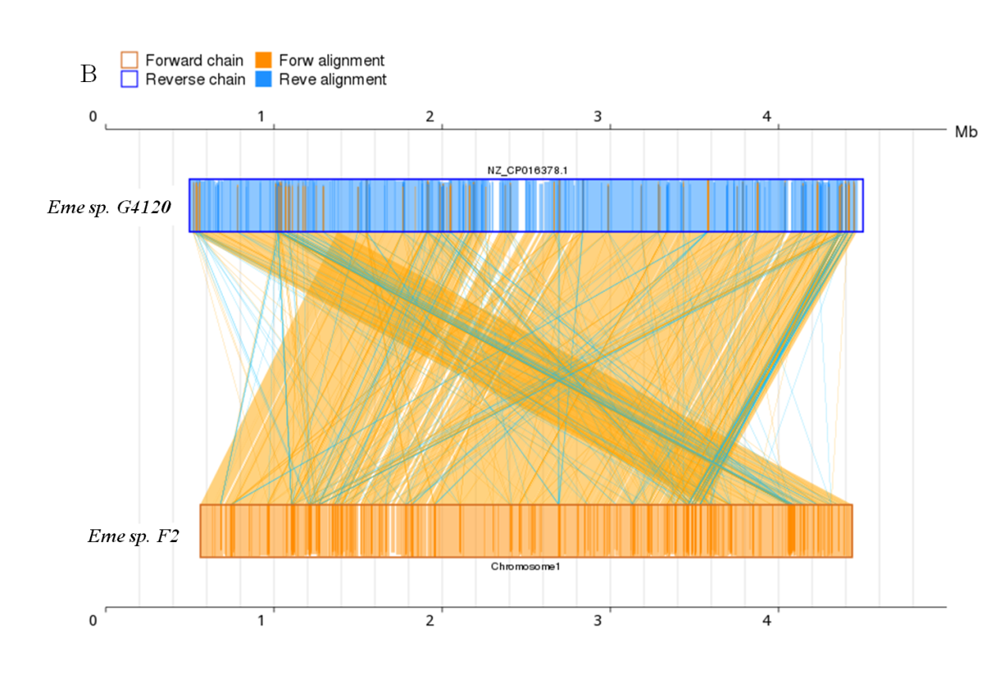 B
Forward chain Forw alignment
Reverse chain Reve alignment
0 1 2 3 4
Mb
NZ_CP016378.1
Eme sp. G4120
Eme sp. F2
Chromosome1
0 1 2 3 4